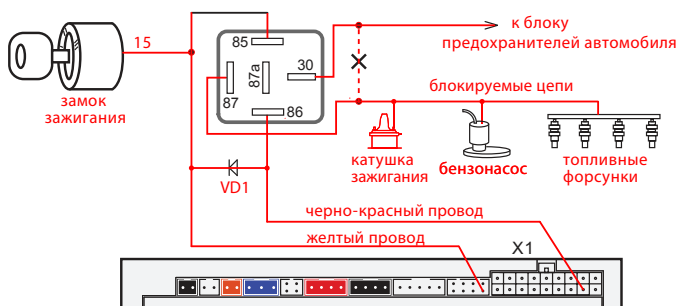 15
85
30
87а
87
86
к блоку
предохранителей автомобиля
блокируемые цепи
замок
зажигания
катушка
зажигания
бензонасос
топливные
форсунки
VD1
черно-красный провод
желтый провод
X1